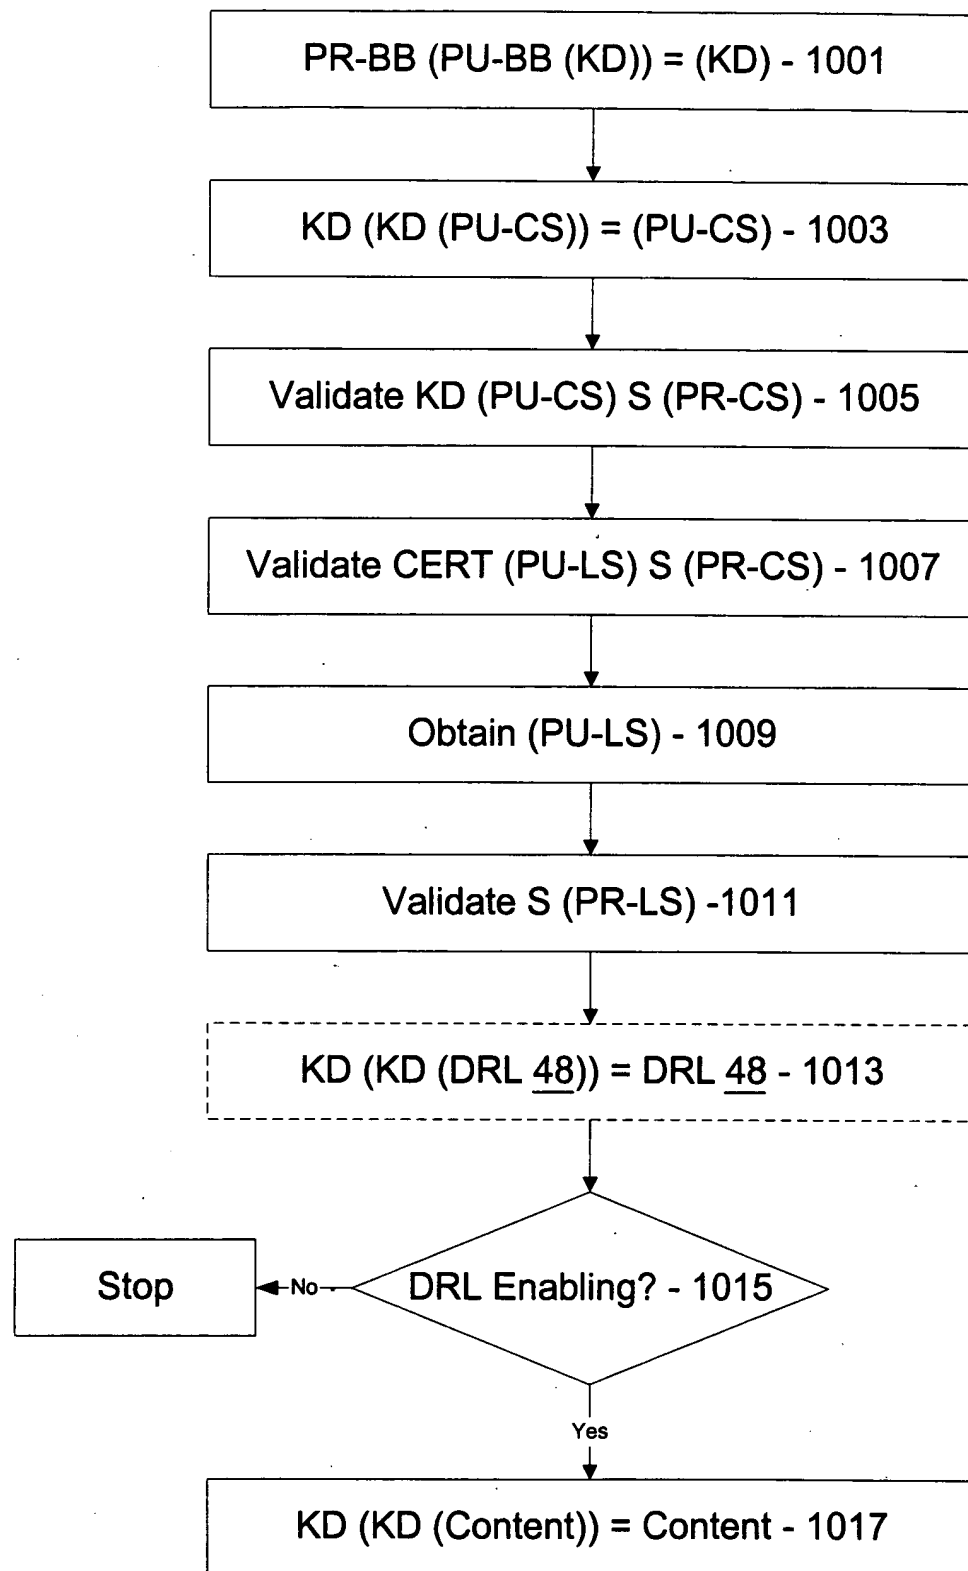 PR-BB (PU-BB (KD)) = (KD) - 1001
KD (KD (PU-CS)) = (PU-CS) - 1003
Validate KD (PU-CS) S (PR-CS) - 1005
Validate CERT (PU-LS) S (PR-CS) - 1007
Obtain (PU-LS) - 1009
Validate S (PR-LS) -1011
KD (KD (DRL 48)) = DRL 48 - 1013
DRL Enabling? - 1015
No
Stop
Yes
KD (KD (Content)) = Content - 1017